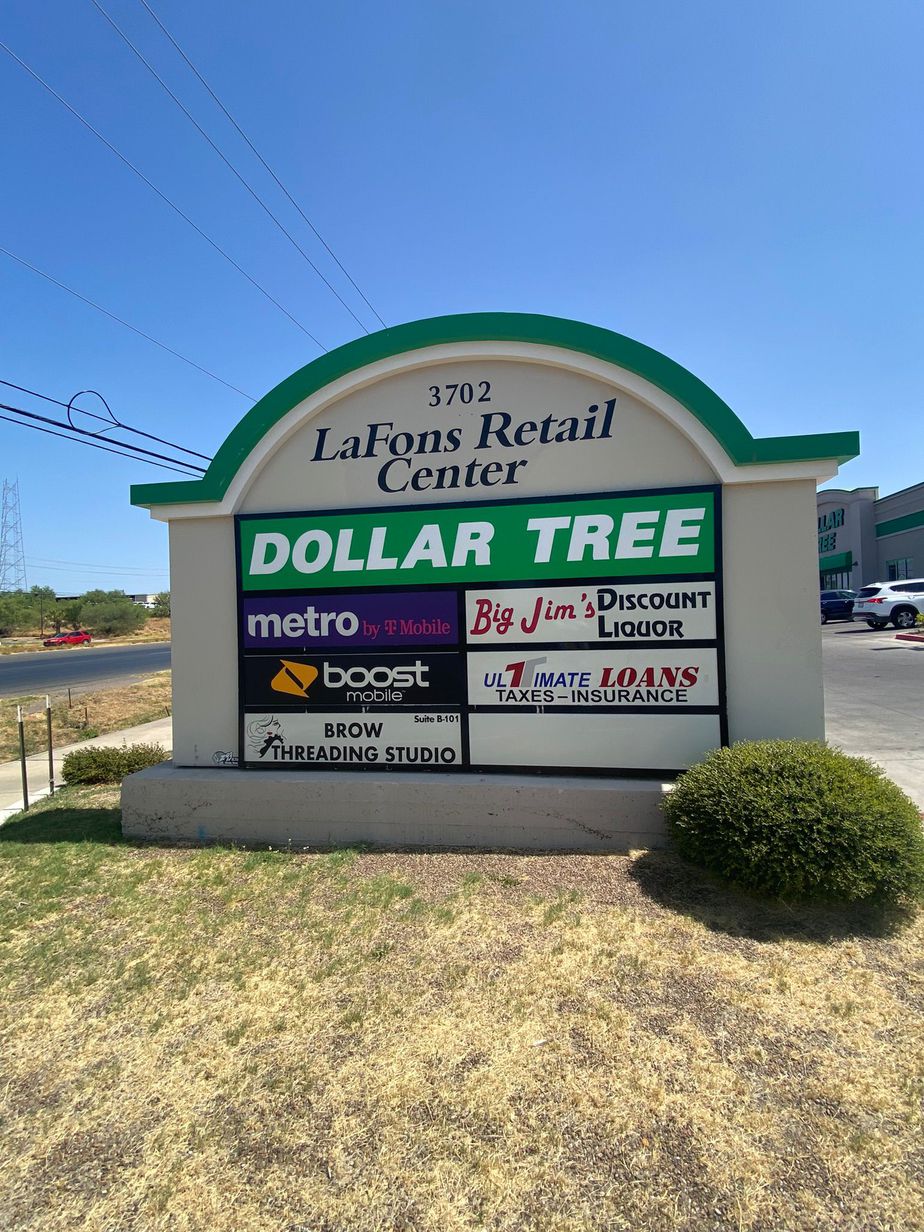 3702
LaFons Retail
Center
DOLLAR TREE
metro by T Mobile
Big Jim's Discount
Liquor
boost
mobile
ULTIMATE LOANS
TAXES-INSURANCE
Suite B-101
BROW
THREADING STUDIO
TREE